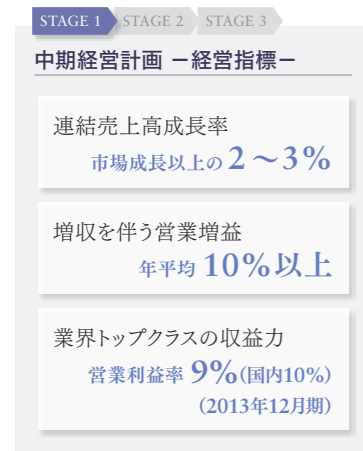 STAGE 1 STAGE 2 STAGE 3
中期経営計画 －経営指標－
連結売上高成長率
市場成長以上の 2～3%
増収を伴う営業増益
年平均 10%以上
業界トップクラスの収益力
営業利益率 9%(国内10%)
(2013年12月期)